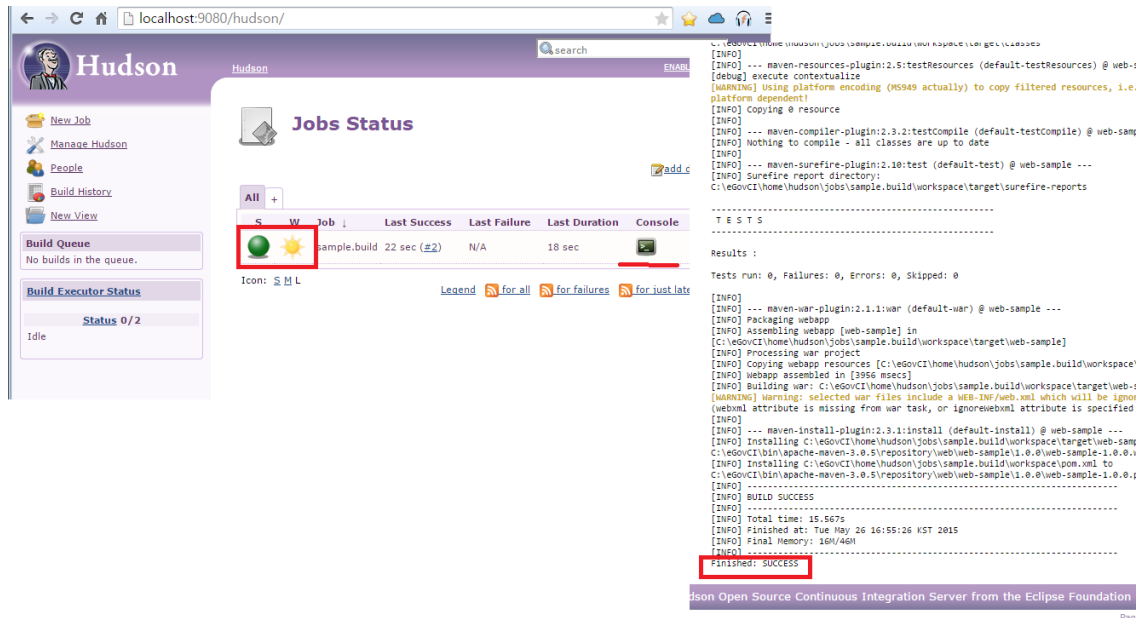 localhost:9080/hudson/
Hudson
search
Hudson
ENABL
New Job
Manage Hudson
People
Build History
New View
Build Queue
No builds in the queue.
Build Executor Status
Status 0/2
Idle
Jobs Status
add d
All +
S W Job ↓ Last Success Last Failure Last Duration Console
sample.build 22 sec (#2) N/A 18 sec
Icon: S M L
Legend for all for failures for just late
C:\eGovCI\home\hudson\jobs\sample.build\workspace\target\classes
[INFO]
[INFO] --- maven-resources-plugin:2.5:testResources (default-testResources) @ web-s
[debug] execute contextualize
[WARNING] Using platform encoding (MS949 actually) to copy filtered resources, i.e.
platform dependent!
[INFO] Copying 0 resource
[INFO]
[INFO] --- maven-compiler-plugin:2.3.2:testCompile (default-testCompile) @ web-samp
[INFO] Nothing to compile - all classes are up to date
[INFO]
[INFO] --- maven-surefire-plugin:2.10:test (default-test) @ web-sample ---
[INFO] Surefire report directory:
C:\eGovCI\home\hudson\jobs\sample.build\workspace\target\surefire-reports
-------------------------------------------------------
T E S T S
-------------------------------------------------------
Results :
Tests run: 0, Failures: 0, Errors: 0, Skipped: 0
[INFO]
[INFO] --- maven-war-plugin:2.1.1:war (default-war) @ web-sample ---
[INFO] Packaging webapp
[INFO] Assembling webapp [web-sample] in
[C:\eGovCI\home\hudson\jobs\sample.build\workspace\target\web-sample]
[INFO] Processing war project
[INFO] Copying webapp resources [C:\eGovCI\home\hudson\jobs\sample.build\workspace\
[INFO] Webapp assembled in [3956 msecs]
[INFO] Building war: C:\eGovCI\home\hudson\jobs\sample.build\workspace\target\web-s
[WARNING] Warning: selected war files include a WEB-INF/web.xml which will be ignor
(webxml attribute is missing from war task, or ignoreWebxml attribute is specified
[INFO]
[INFO] --- maven-install-plugin:2.3.1:install (default-install) @ web-sample ---
[INFO] Installing C:\eGovCI\home\hudson\jobs\sample.build\workspace\target\web-samp
C:\eGovCI\bin\apache-maven-3.0.5\repository\web\web-sample\1.0.0\web-sample-1.0.0.w
[INFO] Installing C:\eGovCI\home\hudson\jobs\sample.build\workspace\pom.xml to
C:\eGovCI\bin\apache-maven-3.0.5\repository\web\web-sample\1.0.0\web-sample-1.0.0.p
[INFO] ------------------------------------------------------------------------
[INFO] BUILD SUCCESS
[INFO] ------------------------------------------------------------------------
[INFO] Total time: 15.567s
[INFO] Finished at: Tue May 26 16:55:26 KST 2015
[INFO] Final Memory: 16M/46M
[INFO] ------------------------------------------------------------------------
Finished: SUCCESS
dson Open Source Continuous Integration Server from the Eclipse Foundation